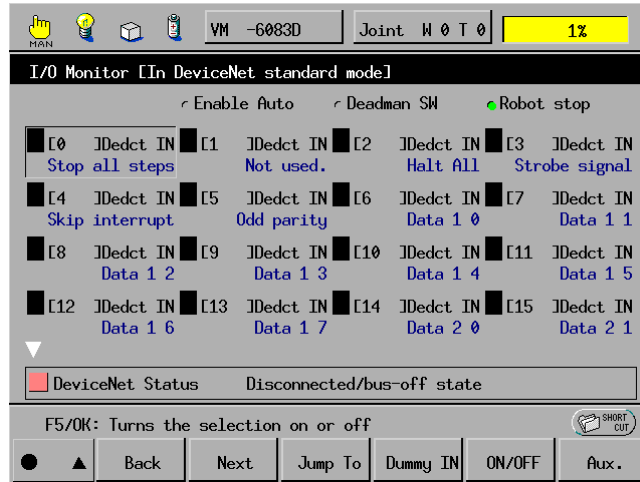 MAN VM -6083D Joint W 0 T 0 1%
I/O Monitor [In DeviceNet standard mode]
Enable Auto Deadman SW Robot stop
[0 ]Dedct IN [1 ]Dedct IN [2 ]Dedct IN [3 ]Dedct IN
Stop all steps Not used. Halt All Strobe signal
[4 ]Dedct IN [5 ]Dedct IN [6 ]Dedct IN [7 ]Dedct IN
Skip interrupt Odd parity Data 1 0 Data 1 1
[8 ]Dedct IN [9 ]Dedct IN [10 ]Dedct IN [11 ]Dedct IN
Data 1 2 Data 1 3 Data 1 4 Data 1 5
[12 ]Dedct IN [13 ]Dedct IN [14 ]Dedct IN [15 ]Dedct IN
Data 1 6 Data 1 7 Data 2 0 Data 2 1
DeviceNet Status Disconnected/bus-off state
F5/OK: Turns the selection on or off SHORT CUT
Back Next Jump To Dummy IN ON/OFF Aux.